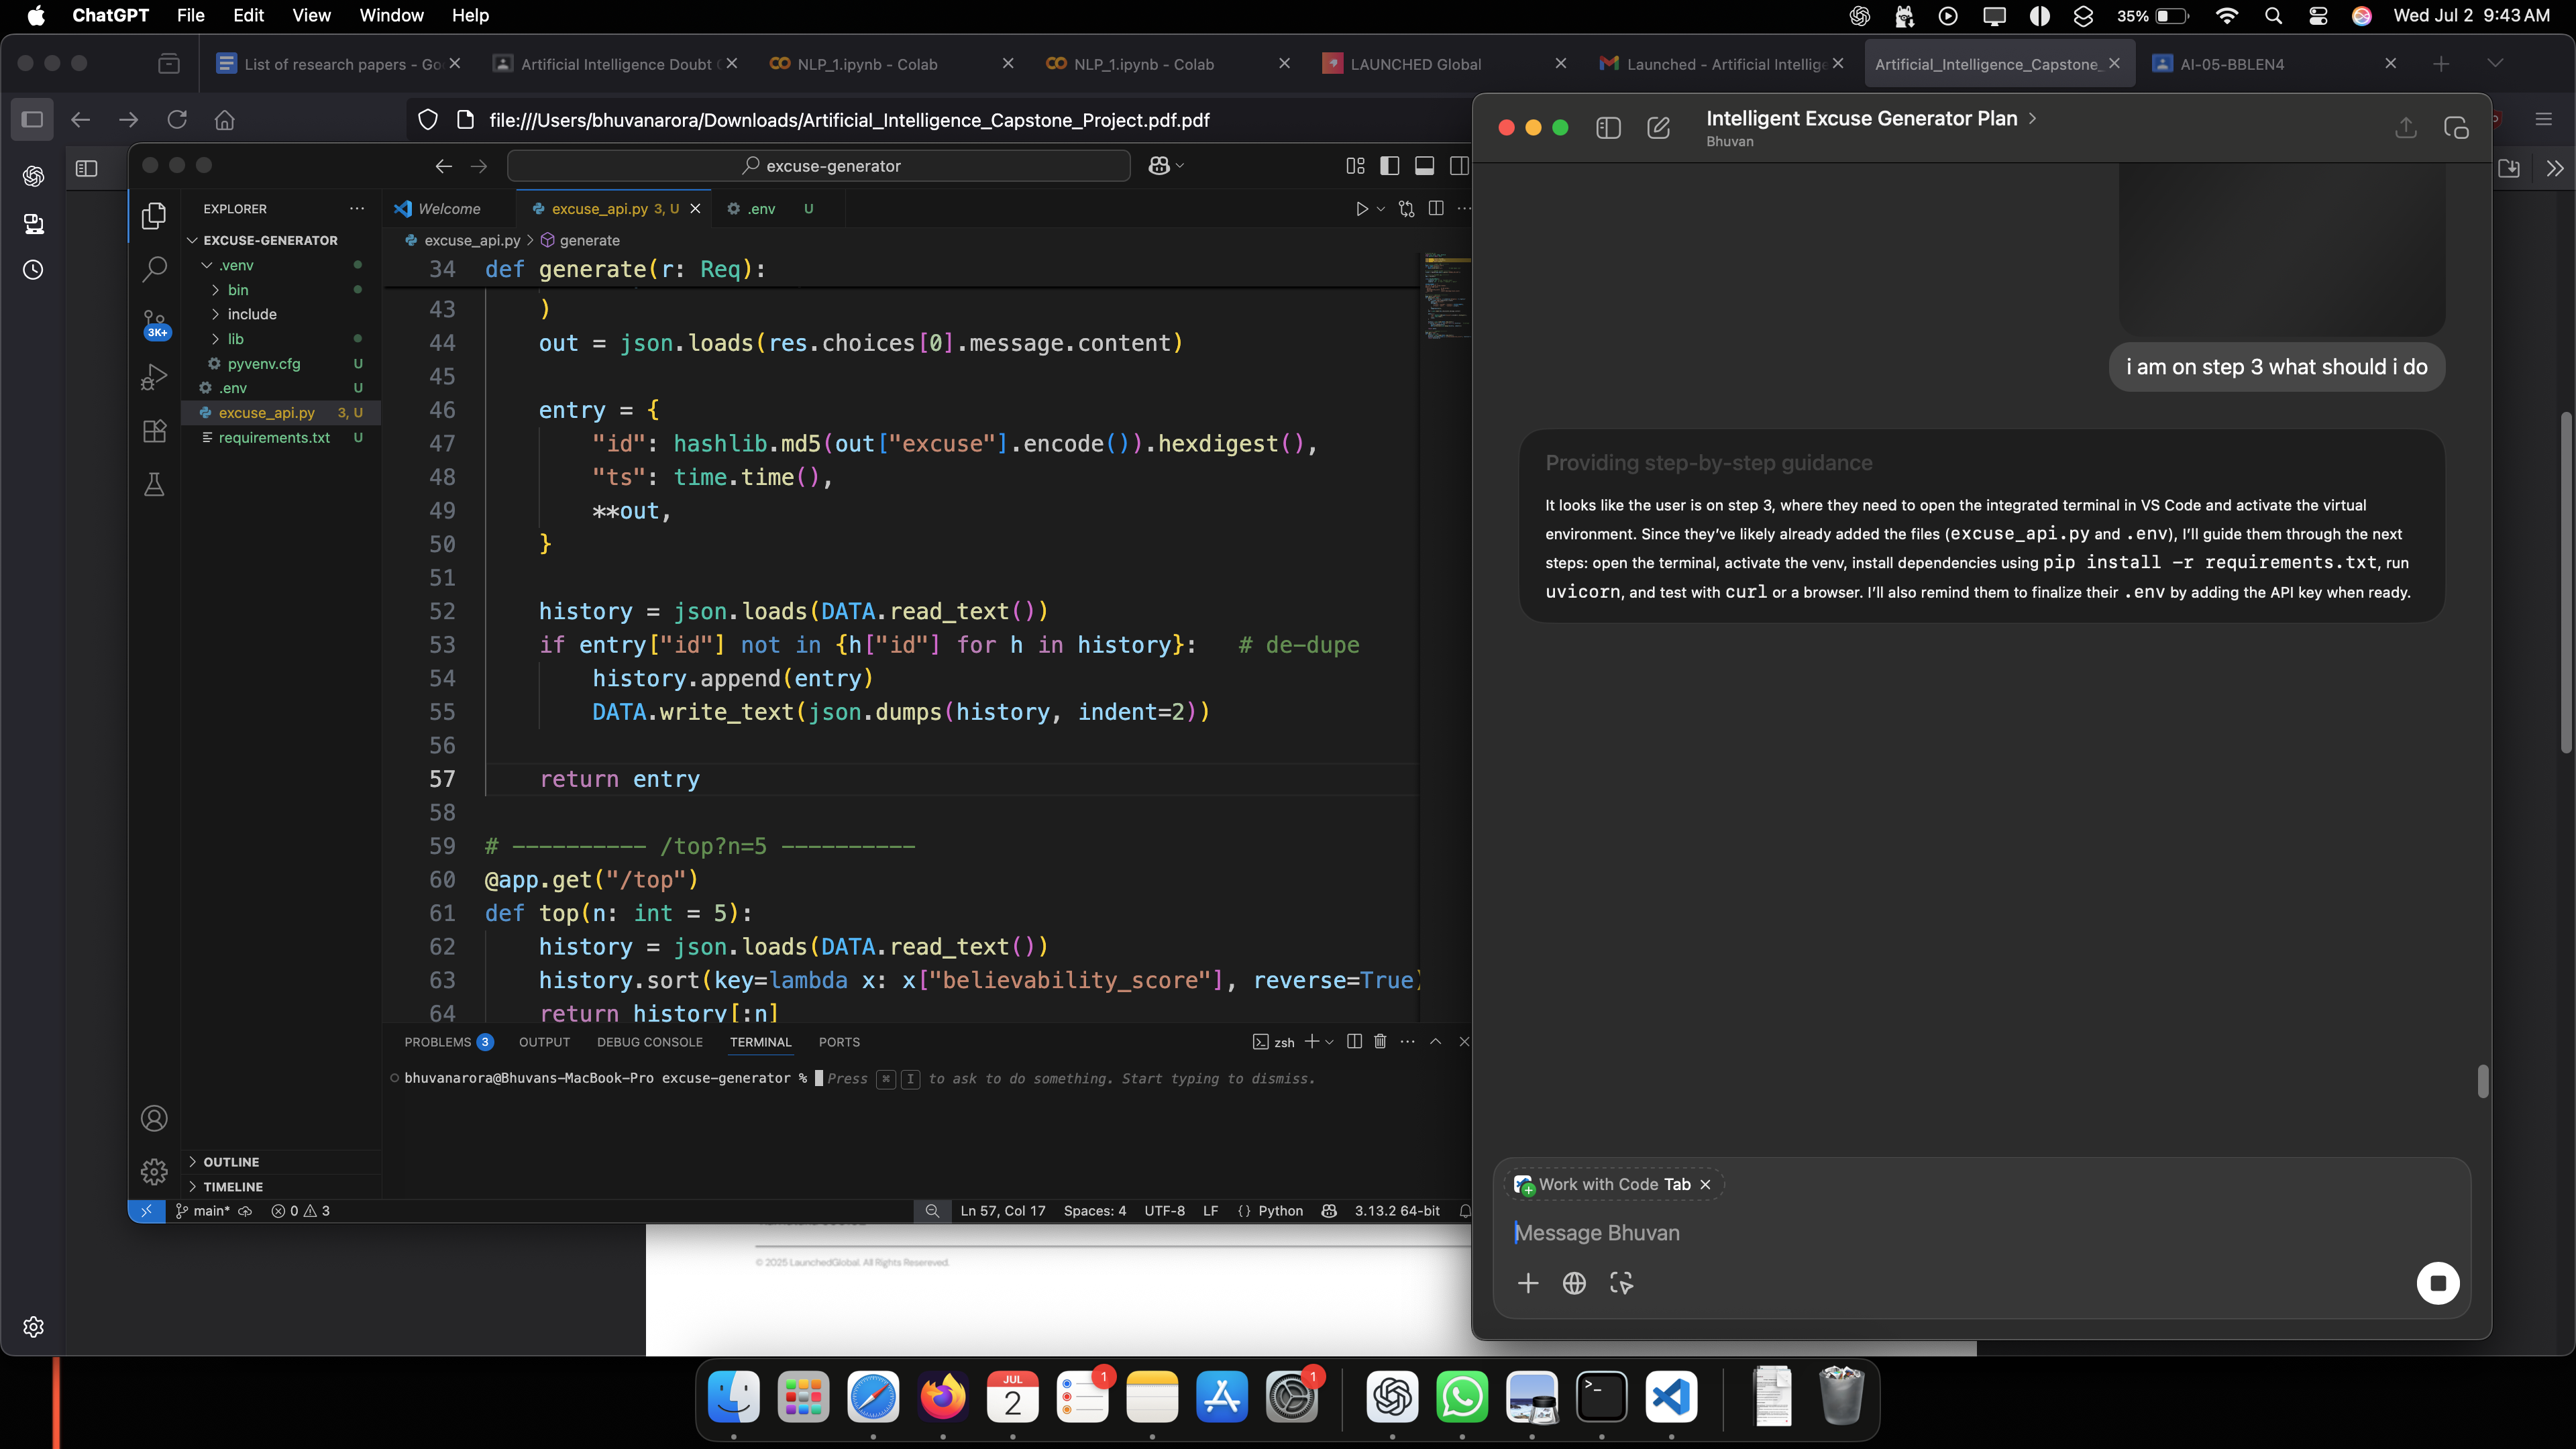 ChatGPT File Edit View Window Help 35% Wed Jul 2 9:43 AM
List of research papers - Go
Artificial Intelligence Doubt
NLP_1.ipynb - Colab
NLP_1.ipynb - Colab
LAUNCHED Global
Launched - Artificial Intellige
Artificial_Intelligence_Capstone_
AI-05-BBLEN4
file:///Users/bhuvanarora/Downloads/Artificial_Intelligence_Capstone_Project.pdf.pdf
excuse-generator
EXPLORER
EXCUSE-GENERATOR
.venv
bin
include
lib
pyvenv.cfg U
.env U
excuse_api.py 3, U
requirements.txt U
3K+
OUTLINE
TIMELINE
Welcome excuse_api.py 3, U .env U
excuse_api.py > generate
34 def generate(r: Req):
43 )
44 out = json.loads(res.choices[0].message.content)
45
46 entry = {
47 "id": hashlib.md5(out["excuse"].encode()).hexdigest(),
48 "ts": time.time(),
49 **out,
50 }
51
52 history = json.loads(DATA.read_text())
53 if entry["id"] not in {h["id"] for h in history}: # de-dupe
54 history.append(entry)
55 DATA.write_text(json.dumps(history, indent=2))
56
57 return entry
58
59 # ---------- /top?n=5 ----------
60 @app.get("/top")
61 def top(n: int = 5):
62 history = json.loads(DATA.read_text())
63 history.sort(key=lambda x: x["believability_score"], reverse=True)
64 return history[:n]
PROBLEMS 3 OUTPUT DEBUG CONSOLE TERMINAL PORTS zsh
bhuvanarora@Bhuvans-MacBook-Pro excuse-generator % Press ⌘ I to ask to do something. Start typing to dismiss.
main* 0 3 Ln 57, Col 17 Spaces: 4 UTF-8 LF {} Python 3.13.2 64-bit
© 2025 LaunchedGlobal. All Rights Resereved.
Intelligent Excuse Generator Plan >
Bhuvan
i am on step 3 what should i do
Providing step-by-step guidance
It looks like the user is on step 3, where they need to open the integrated terminal in VS Code and activate the virtual
environment. Since they’ve likely already added the files (excuse_api.py and .env), I’ll guide them through the next
steps: open the terminal, activate the venv, install dependencies using pip install -r requirements.txt, run
uvicorn, and test with curl or a browser. I’ll also remind them to finalize their .env by adding the API key when ready.
Work with Code Tab
Message Bhuvan
JUL
2
1
1